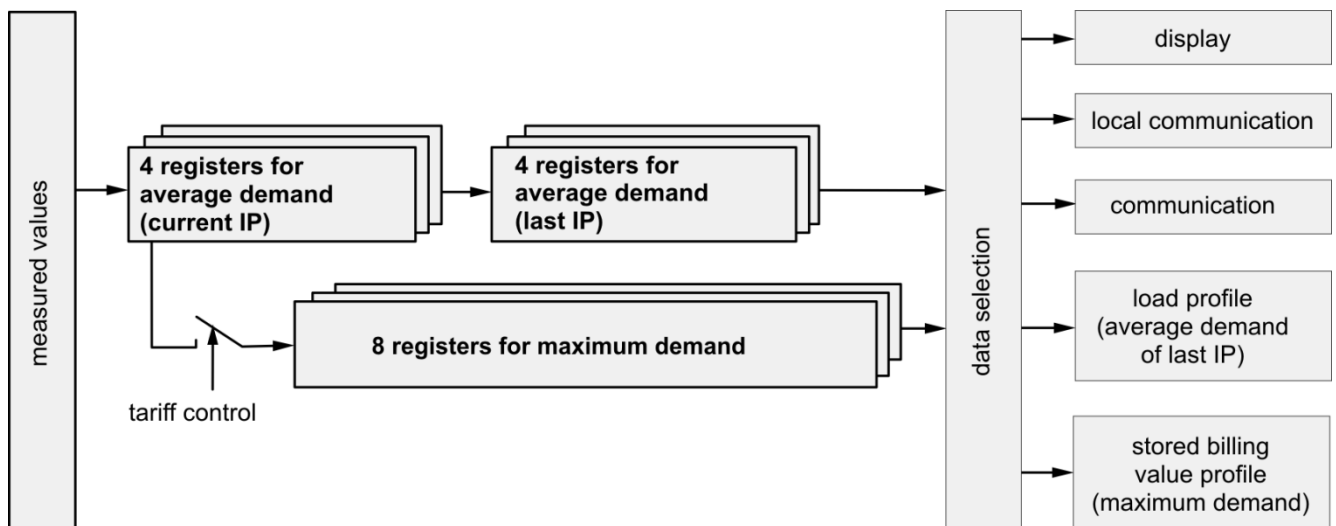 measured values
4 registers for
average demand
(current IP)
4 registers for
average demand
(last IP)
8 registers for maximum demand
tariff control
data selection
display
local communication
communication
load profile
(average demand
of last IP)
stored billing
value profile
(maximum demand)